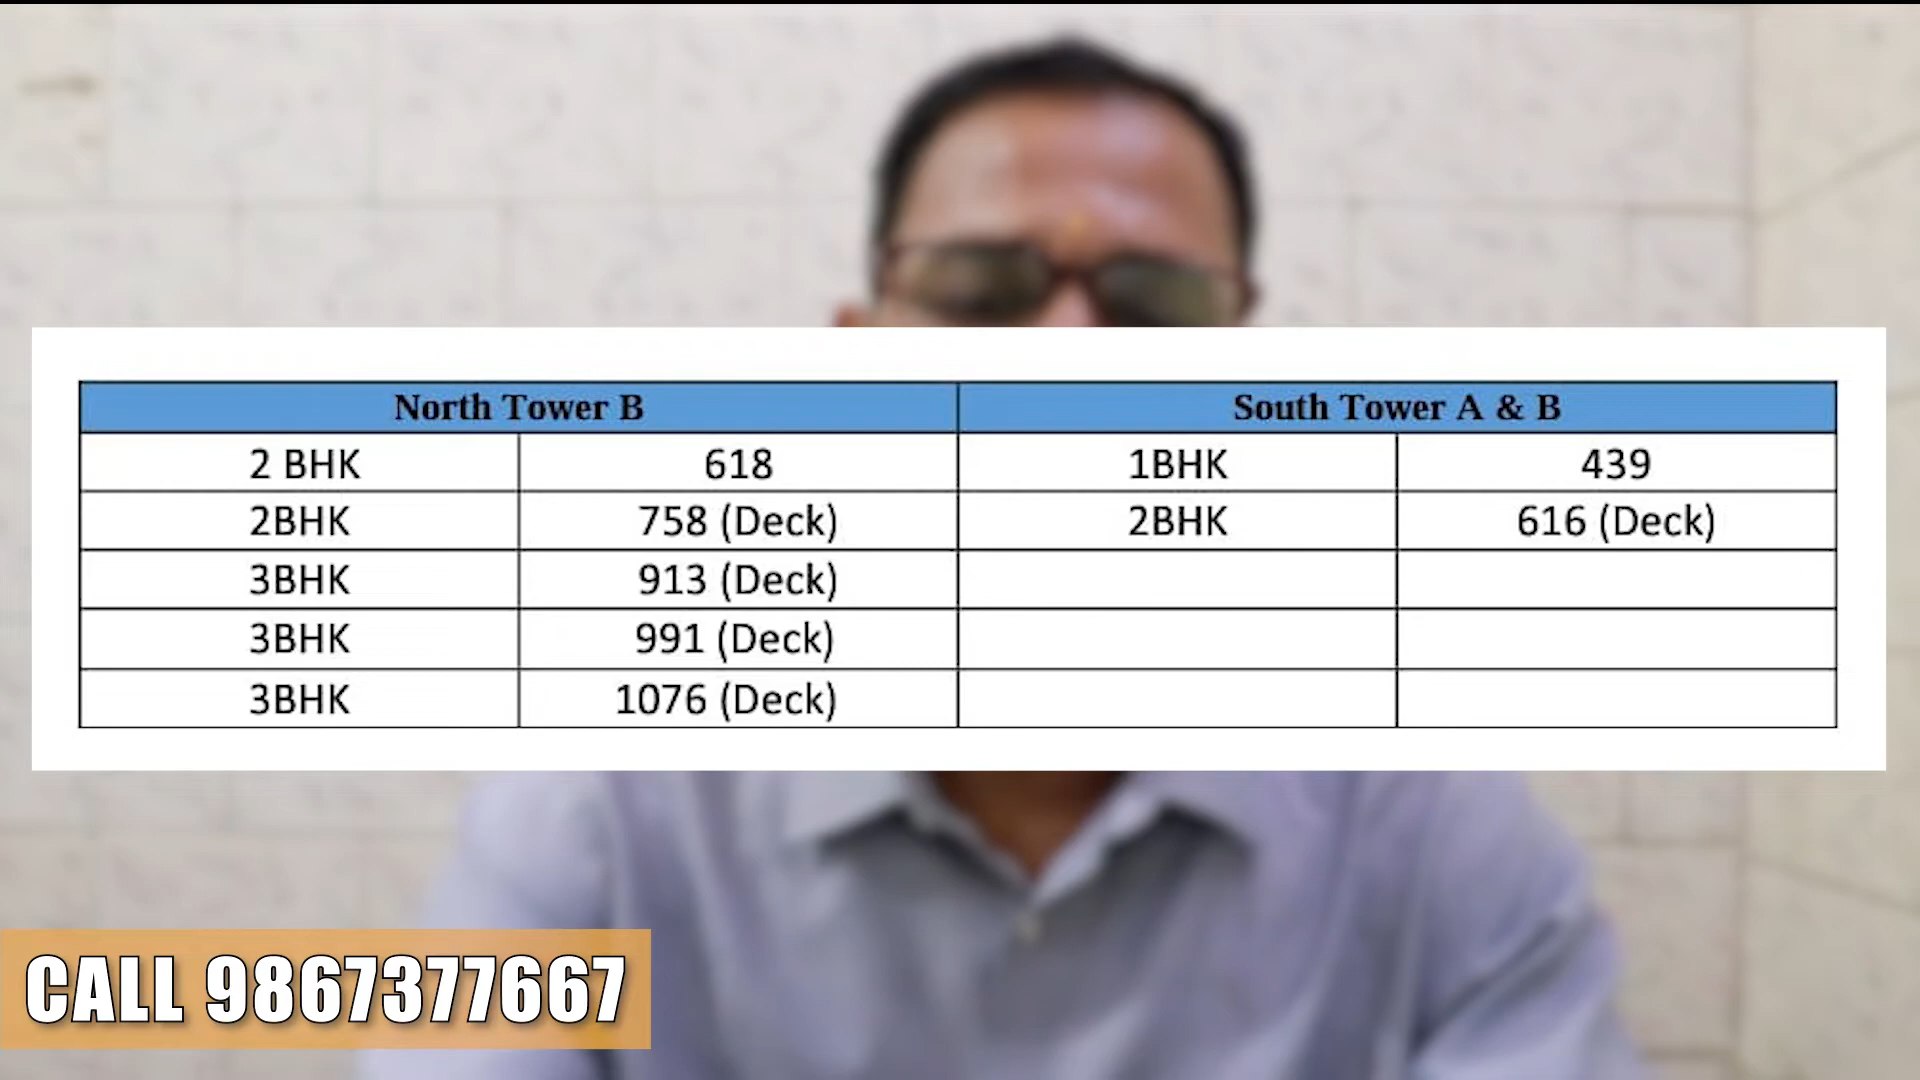 North Tower B South Tower A & B
2 BHK 618 1BHK 439
2BHK 758 (Deck) 2BHK 616 (Deck)
3BHK 913 (Deck)
3BHK 991 (Deck)
3BHK 1076 (Deck)
CALL 9867377667